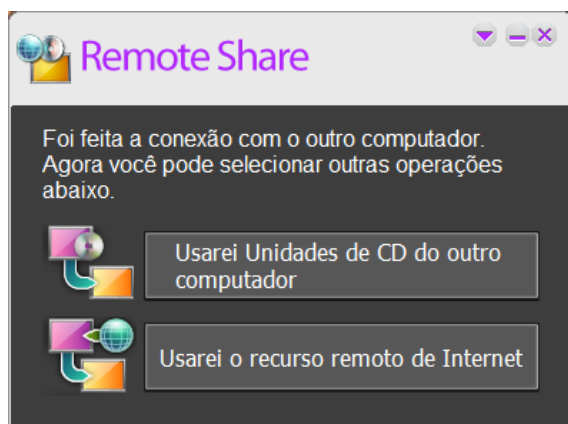 Remote Share
Foi feita a conexão com o outro computador.
Agora você pode selecionar outras operações
abaixo.
Usarei Unidades de CD do outro
computador
Usarei o recurso remoto de Internet